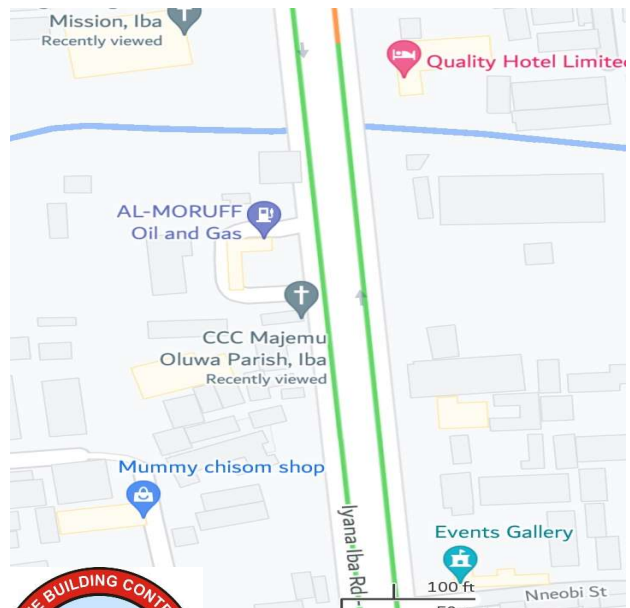 Mission, Iba
Recently viewed
Quality Hotel Limite
AL-MORUFF
Oil and Gas
CCC Majemu
Oluwa Parish, Iba
Recently viewed
Mummy chisom shop
Iyana Iba Rd
Events Gallery
100 ft
Nneobi St
BUILDING CONT